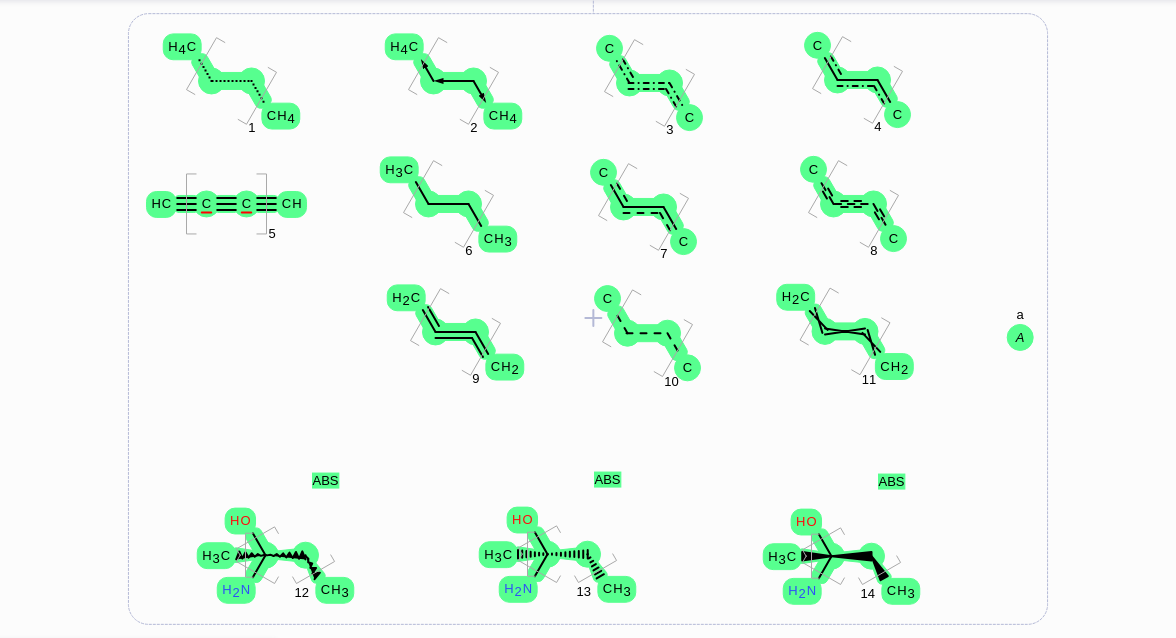 H4C
CH4
1
H4C
CH4
2
C
C
3
C
C
4
HC C C CH
5
H3C
CH3
6
C
C
7
C
C
8
H2C
CH2
9
C
C
10
H2C
CH2
11
a
A
ABS
HO
H3C
H2N
12
CH3
ABS
HO
H3C
H2N
13
CH3
ABS
HO
H3C
H2N
14
CH3